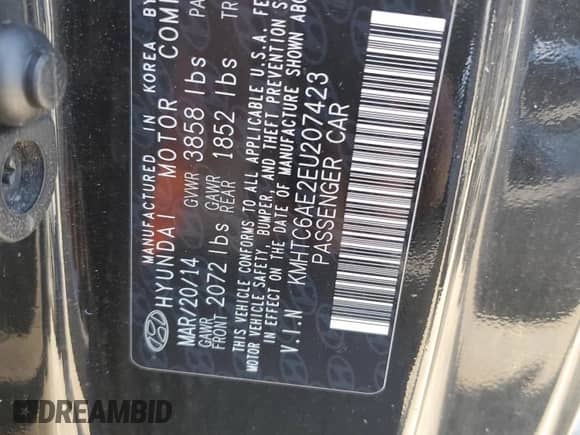 MANUFACTURED IN KOREA BY
HYUNDAI MOTOR COMP
MAR/20/14 GVWR 3858 lbs PA
GAWR FRONT 2072 lbs GAWR REAR 1852 lbs TR
THIS VEHICLE CONFORMS TO ALL APPLICABLE U.S.A. FE
MOTOR VEHICLE SAFETY, BUMPER, AND THEFT PREVENTION S
IN EFFECT ON THE DATE OF MANUFACTURE SHOWN ABOV
V.I.N KMHTC6AE2EU207423
PASSENGER CAR
DREAMBID